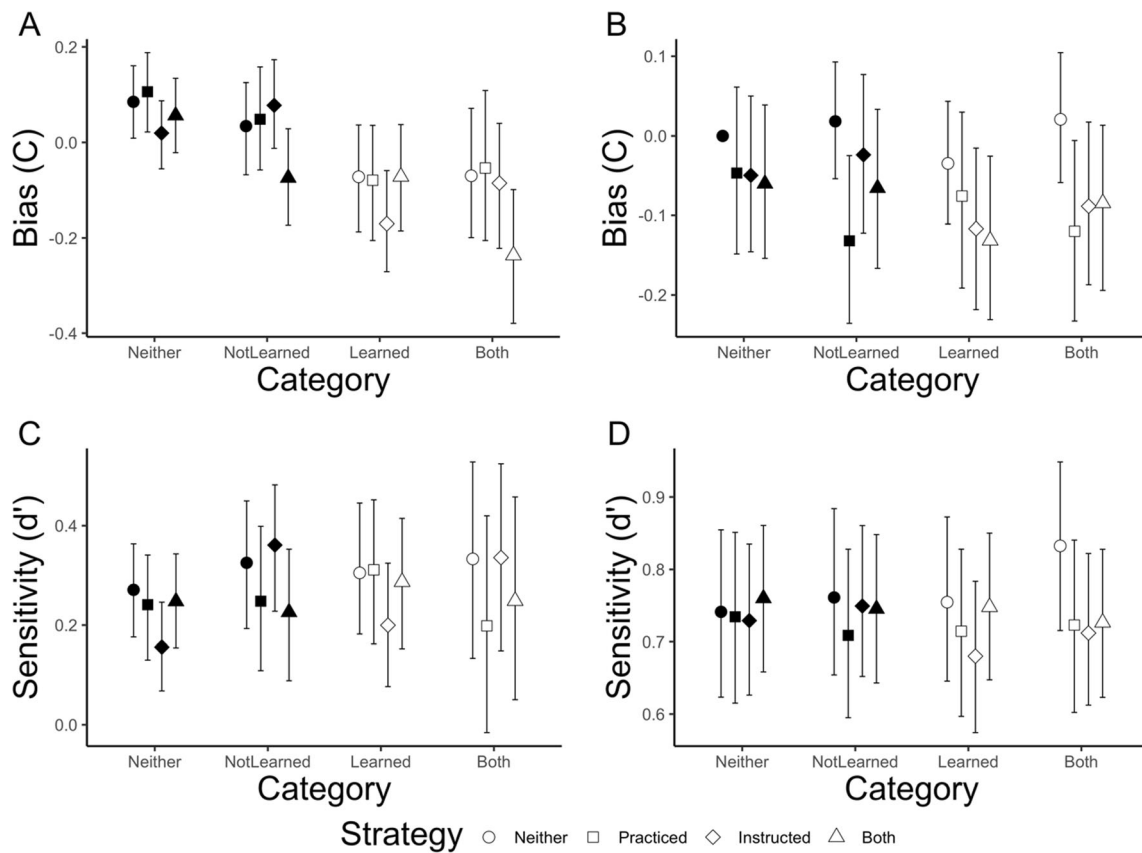 A
Bias (C)
0.2
0.0
-0.2
-0.4
Neither NotLearned Learned Both
Category
B
Bias (C)
0.1
0.0
-0.1
-0.2
Neither NotLearned Learned Both
Category
C
Sensitivity (d')
0.4
0.2
0.0
Neither NotLearned Learned Both
Category
D
Sensitivity (d')
0.9
0.8
0.7
0.6
Neither NotLearned Learned Both
Category
Strategy Neither Practiced Instructed Both